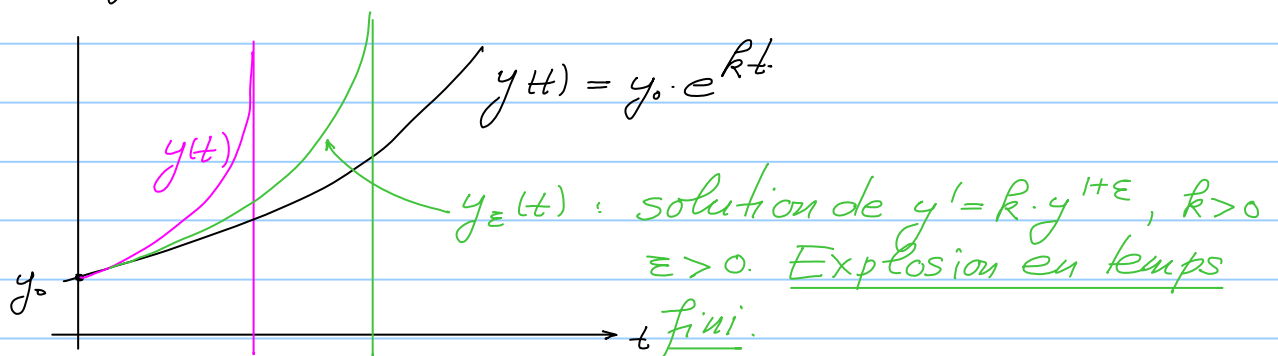 y(t) = y₀ · e^{kt}
y(t)
y_ε(t) : solution de y' = k · y^{1+ε}, k > 0
y₀
ε > 0. Explosion en temps
t
fini.